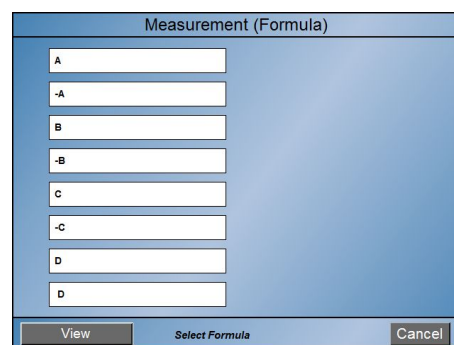 Measurement (Formula)
A
-A
B
-B
C
-C
D
D
View Select Formula Cancel